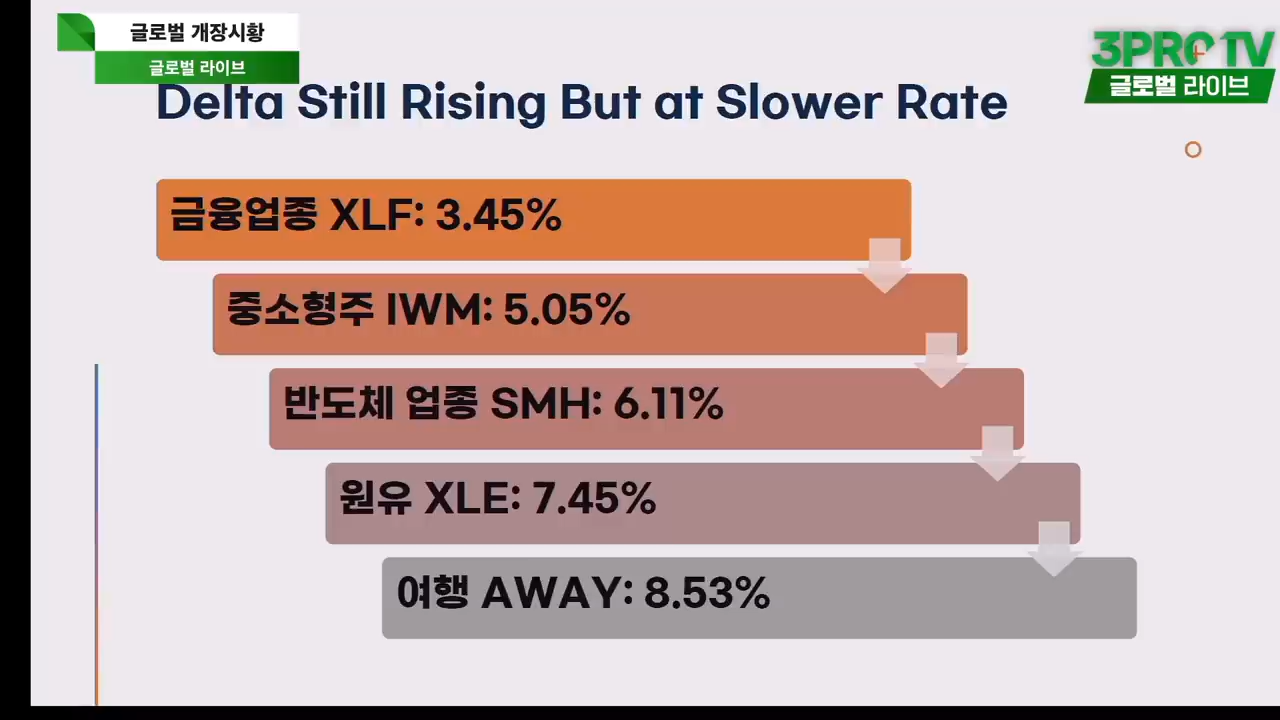 글로벌 개장시황
글로벌 라이브
3PRO TV
글로벌 라이브
Delta Still Rising But at Slower Rate
금융업종 XLF: 3.45%
중소형주 IWM: 5.05%
반도체 업종 SMH: 6.11%
원유 XLE: 7.45%
여행 AWAY: 8.53%